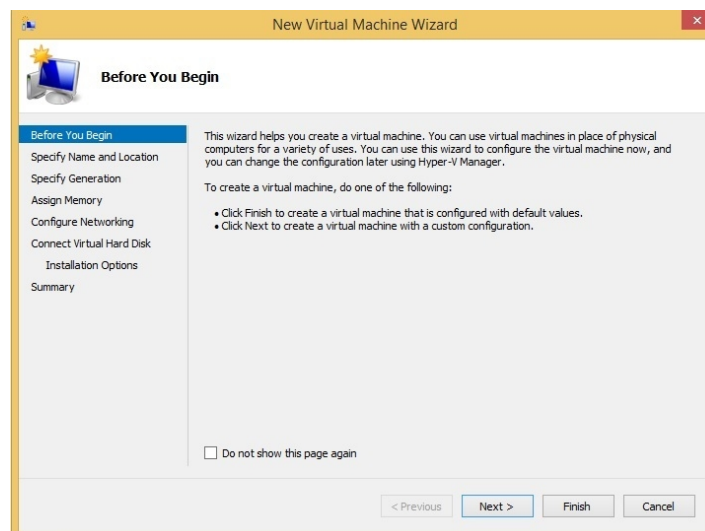 New Virtual Machine Wizard
Before You Begin
Before You Begin
Specify Name and Location
Specify Generation
Assign Memory
Configure Networking
Connect Virtual Hard Disk
Installation Options
Summary
This wizard helps you create a virtual machine. You can use virtual machines in place of physical
computers for a variety of uses. You can use this wizard to configure the virtual machine now, and
you can change the configuration later using Hyper-V Manager.
To create a virtual machine, do one of the following:
• Click Finish to create a virtual machine that is configured with default values.
• Click Next to create a virtual machine with a custom configuration.
Do not show this page again
< Previous
Next >
Finish
Cancel